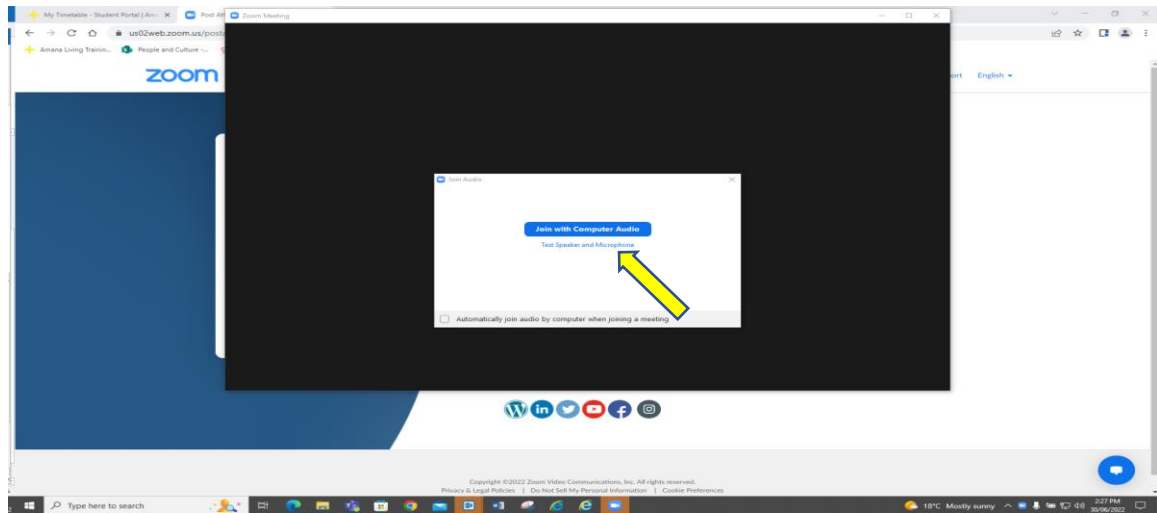 My Timetable - Student Portal | Am
Post At
Zoom Meeting
us02web.zoom.us/post
Amana Living Trainin...
People and Culture -...
zoom
ort
English
Join Audio
Join with Computer Audio
Test Speaker and Microphone
Automatically join audio by computer when joining a meeting
Copyright ©2022 Zoom Video Communications, Inc. All rights reserved.
Privacy & Legal Policies | Do Not Sell My Personal Information | Cookie Preferences
Type here to search
18°C Mostly sunny
2:27 PM
30/06/2022